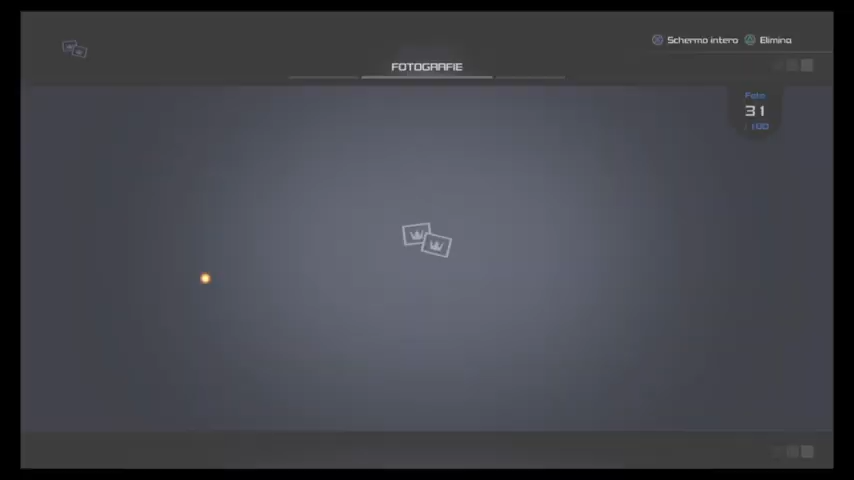 Schermo intero Elimina
FOTOGRAFIE
Foto
31
/ 100